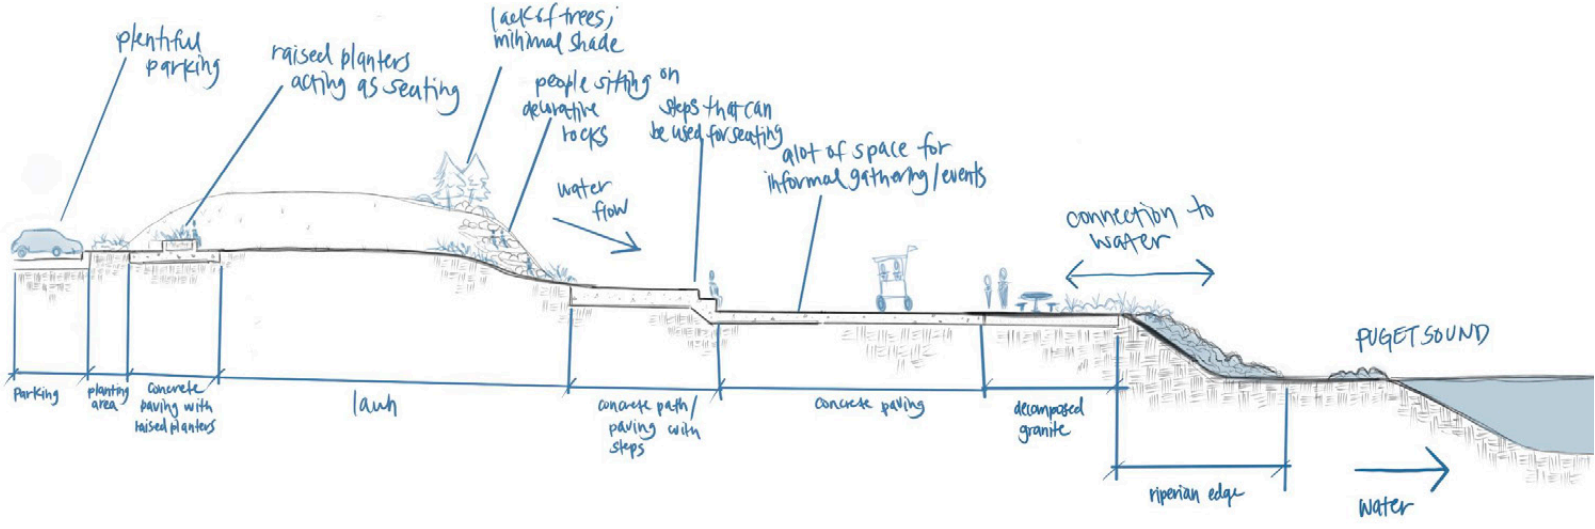 plentiful
parking
raised planters
acting as seating
lack of trees;
minimal shade
people sitting on
decorative
rocks
steps that can
be used for seating
water
flow
alot of space for
informal gathering/events
connection to
water
PUGET SOUND
parking
planting
area
concrete
paving with
raised planters
lawn
concrete path/
paving with
steps
concrete paving
decomposed
granite
riperian edge
water